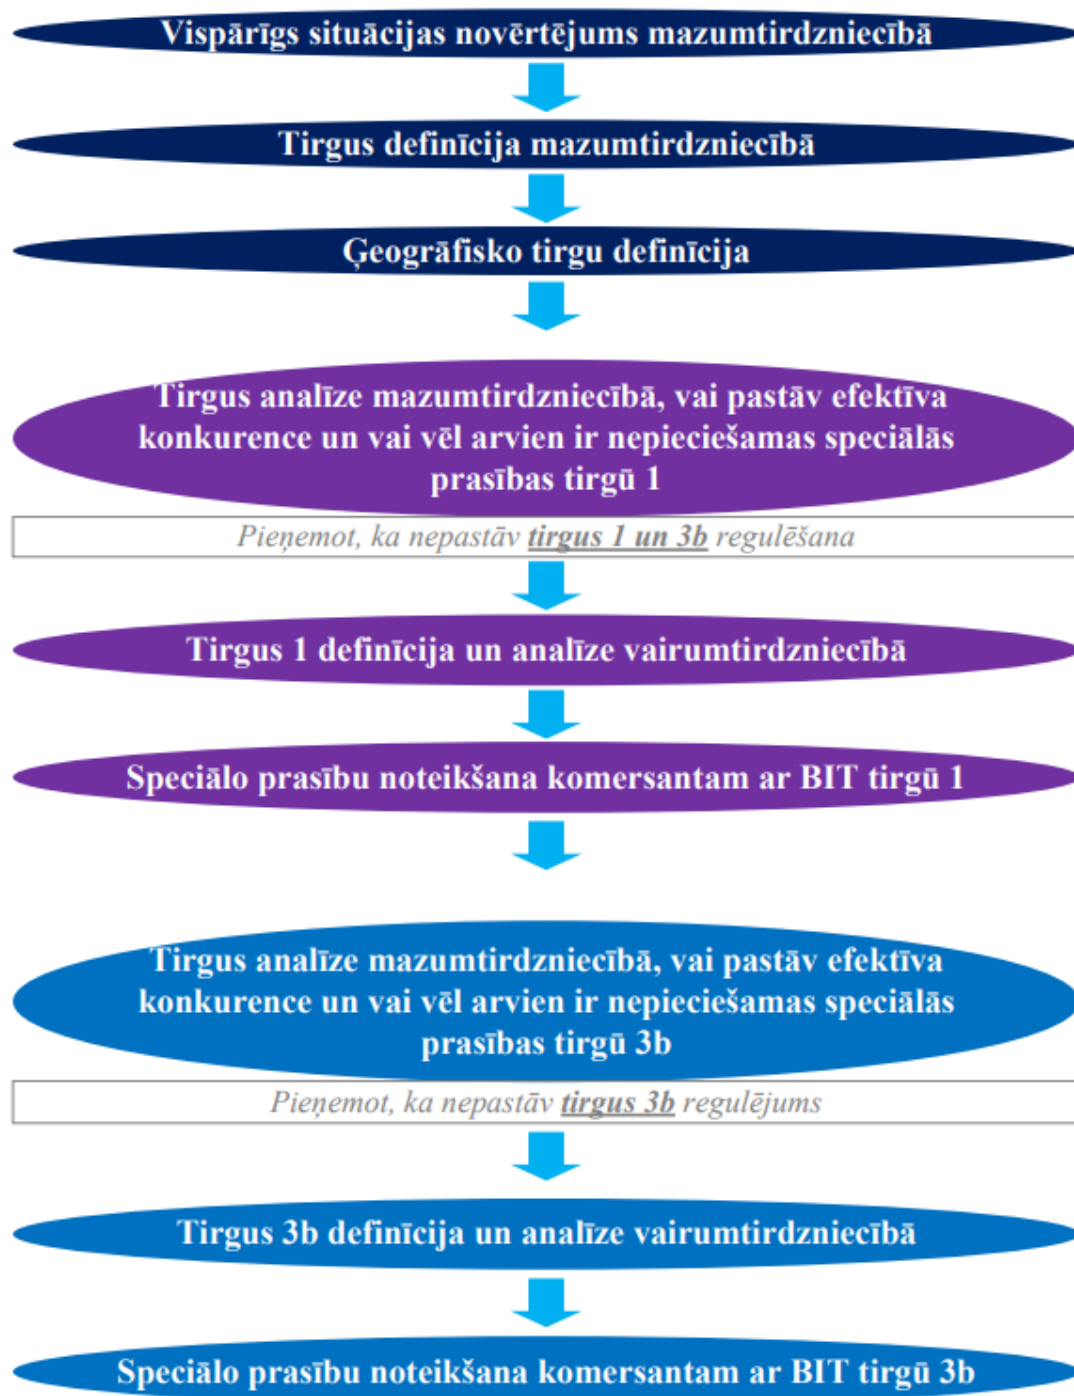 Vispārīgs situācijas novērtējums mazumtirdzniecībā
Tirgus definīcija mazumtirdzniecībā
Ģeogrāfisko tirgu definīcija
Tirgus analīze mazumtirdzniecībā, vai pastāv efektīva
konkurence un vai vēl arvien ir nepieciešamas speciālās
prasības tirgū 1
Pieņemot, ka nepastāv tirgus 1 un 3b regulēšana
Tirgus 1 definīcija un analīze vairumtirdzniecībā
Speciālo prasību noteikšana komersantam ar BIT tirgū 1
Tirgus analīze mazumtirdzniecībā, vai pastāv efektīva
konkurence un vai vēl arvien ir nepieciešamas speciālās
prasības tirgū 3b
Pieņemot, ka nepastāv tirgus 3b regulējums
Tirgus 3b definīcija un analīze vairumtirdzniecībā
Speciālo prasību noteikšana komersantam ar BIT tirgū 3b